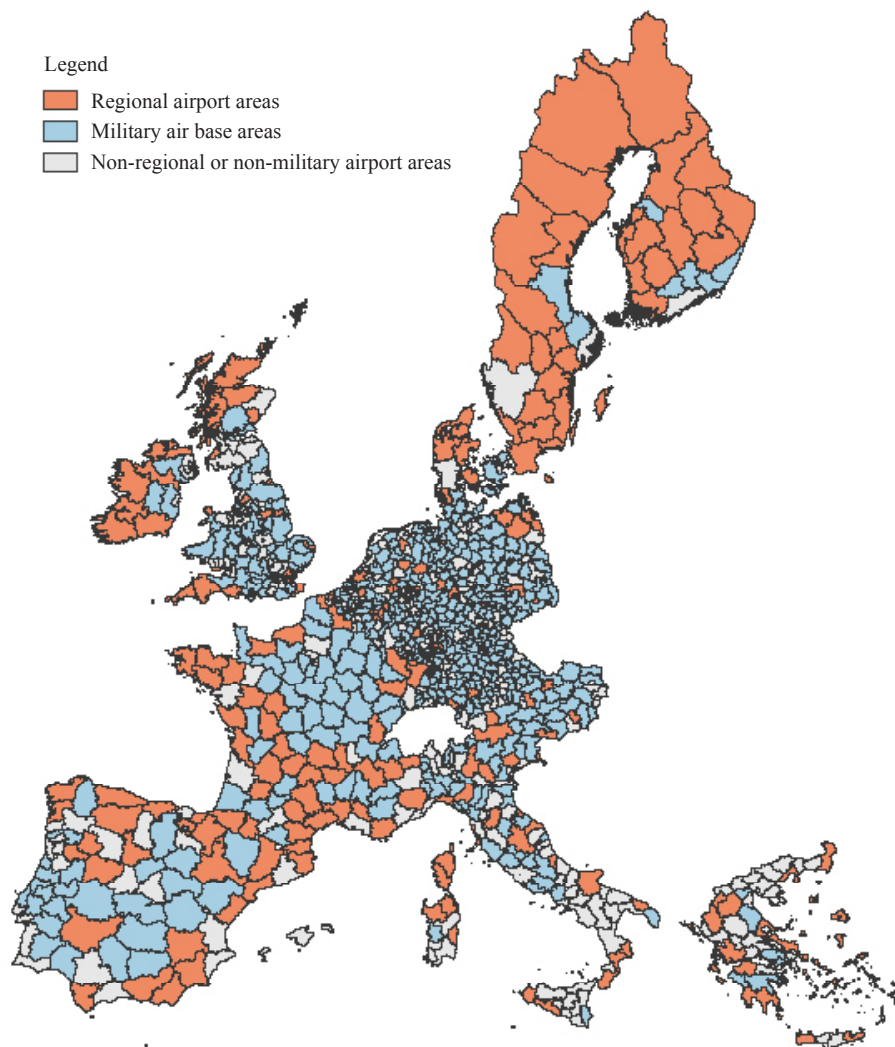 Legend
Regional airport areas
Military air base areas
Non-regional or non-military airport areas